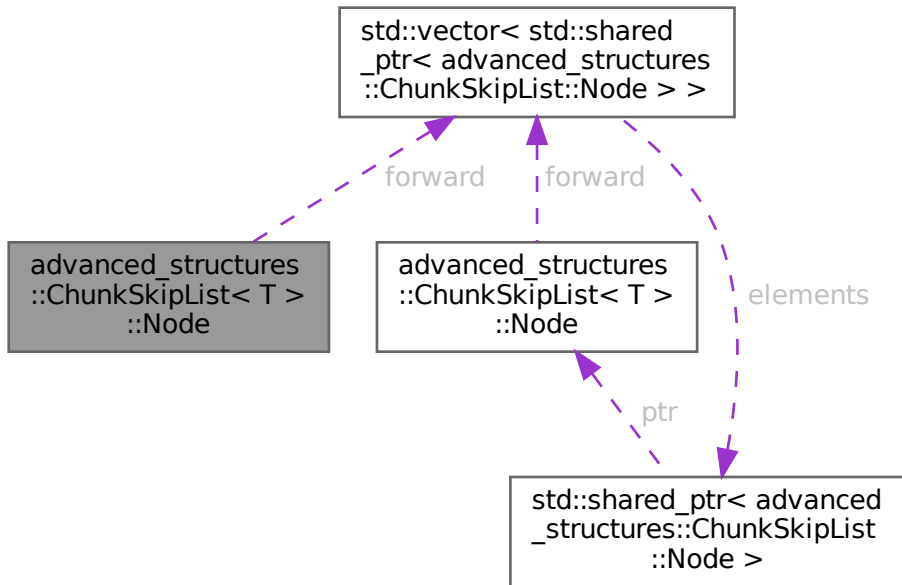 std::vector< std::shared
_ptr< advanced_structures
::ChunkSkipList::Node > >
forward
forward
advanced_structures
::ChunkSkipList< T >
::Node
advanced_structures
::ChunkSkipList< T >
::Node
elements
ptr
std::shared_ptr< advanced
_structures::ChunkSkipList
::Node >